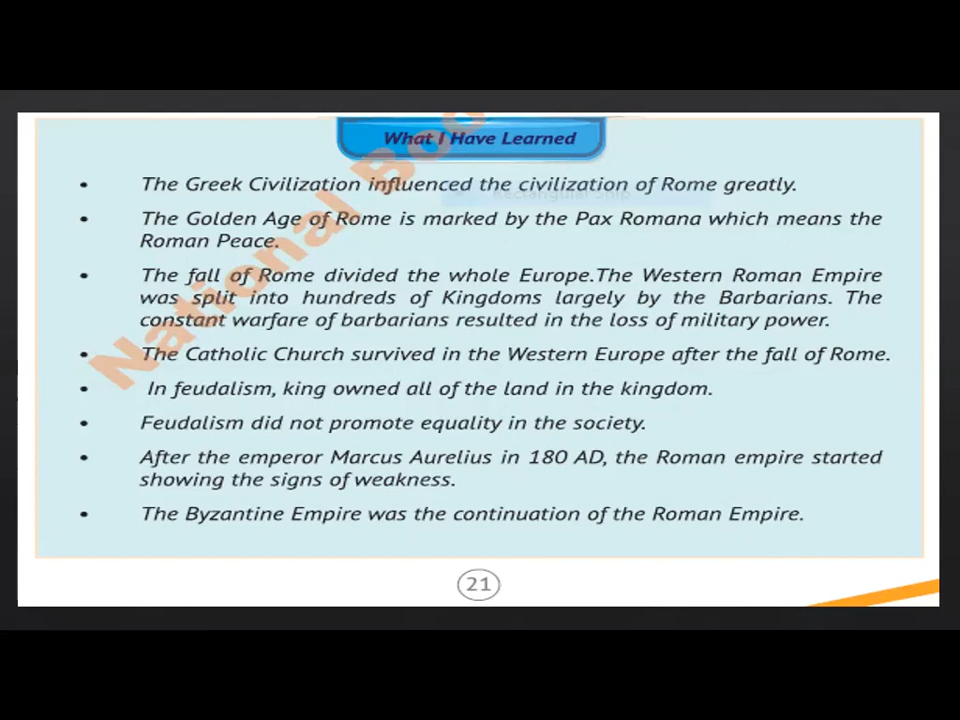 What I Have Learned
• The Greek Civilization influenced the civilization of Rome greatly.
• The Golden Age of Rome is marked by the Pax Romana which means the
Roman Peace.
• The fall of Rome divided the whole Europe.The Western Roman Empire
was split into hundreds of Kingdoms largely by the Barbarians. The
constant warfare of barbarians resulted in the loss of military power.
• The Catholic Church survived in the Western Europe after the fall of Rome.
• In feudalism, king owned all of the land in the kingdom.
• Feudalism did not promote equality in the society.
• After the emperor Marcus Aurelius in 180 AD, the Roman empire started
showing the signs of weakness.
• The Byzantine Empire was the continuation of the Roman Empire.
21
National